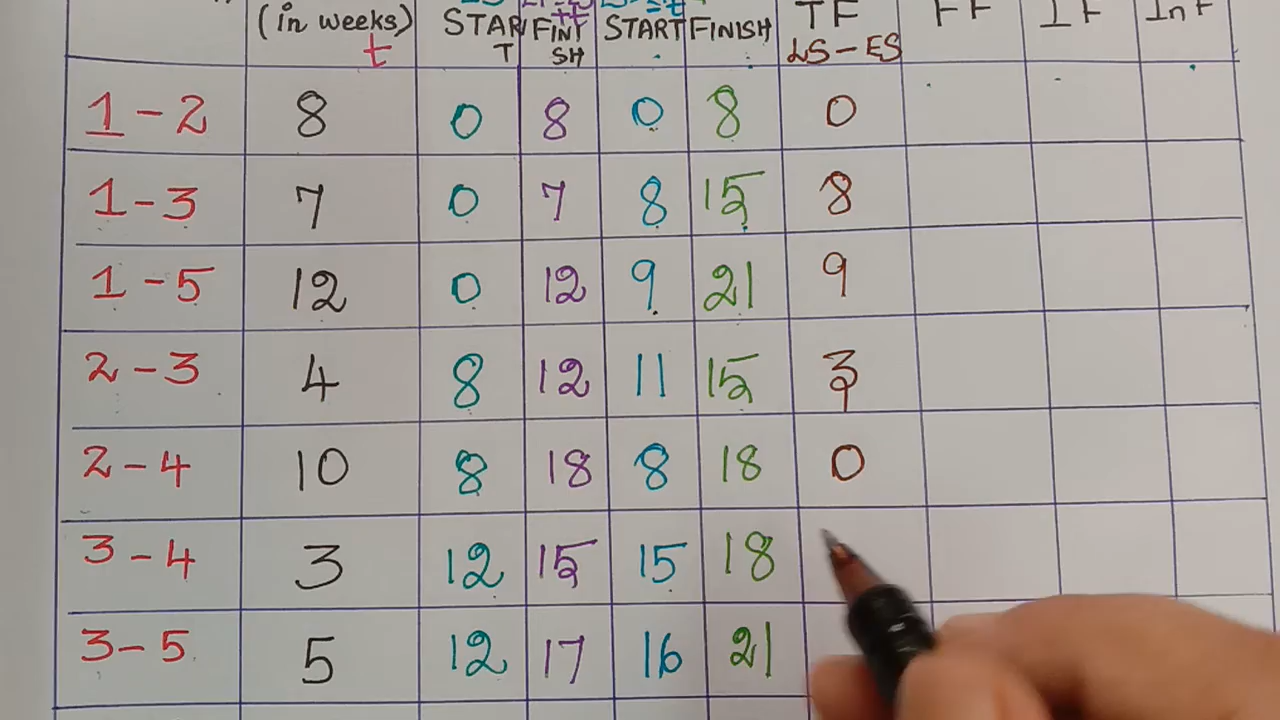 (in weeks) START FINISH START FINISH TF FF IF InF
t LS-ES
1-2 8 0 8 0 8 0
1-3 7 0 7 8 15 8
1-5 12 0 12 9 21 9
2-3 4 8 12 11 15 3
2-4 10 8 18 8 18 0
3-4 3 12 15 15 18
3-5 5 12 17 16 21